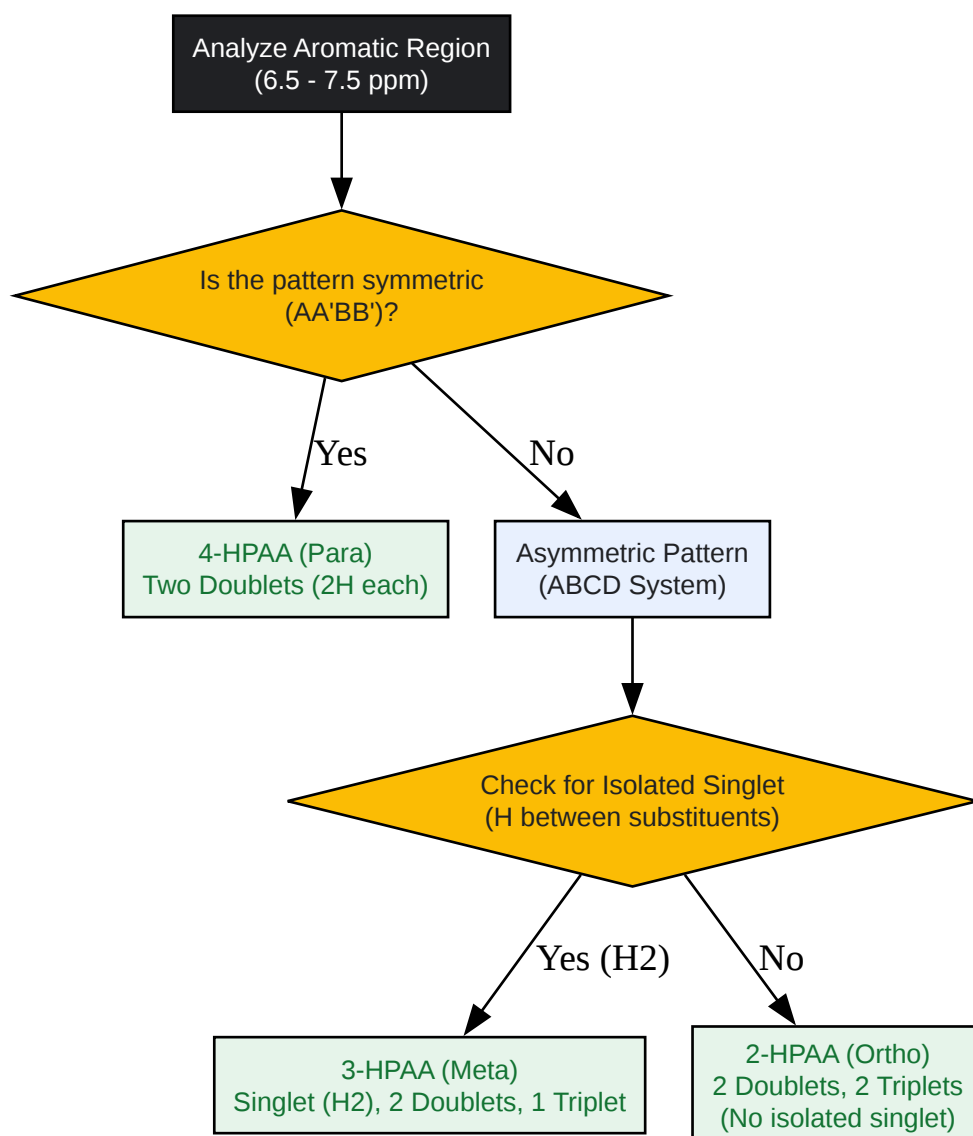 Analyze Aromatic Region
(6.5 - 7.5 ppm)
Is the pattern symmetric
(AA'BB')?
Yes
No
4-HPAA (Para)
Two Doublets (2H each)
Asymmetric Pattern
(ABCD System)
Check for Isolated Singlet
(H between substituents)
Yes (H2)
No
3-HPAA (Meta)
Singlet (H2), 2 Doublets, 1 Triplet
2-HPAA (Ortho)
2 Doublets, 2 Triplets
(No isolated singlet)